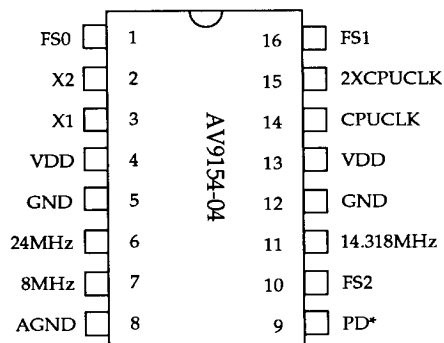 FS0 1 16 FS1
X2 2 15 2XCPUCLK
X1 3 14 CPUCLK
VDD 4 13 VDD
GND 5 12 GND
24MHz 6 11 14.318MHz
8MHz 7 10 FS2
AGND 8 9 PD*
AV9154-04